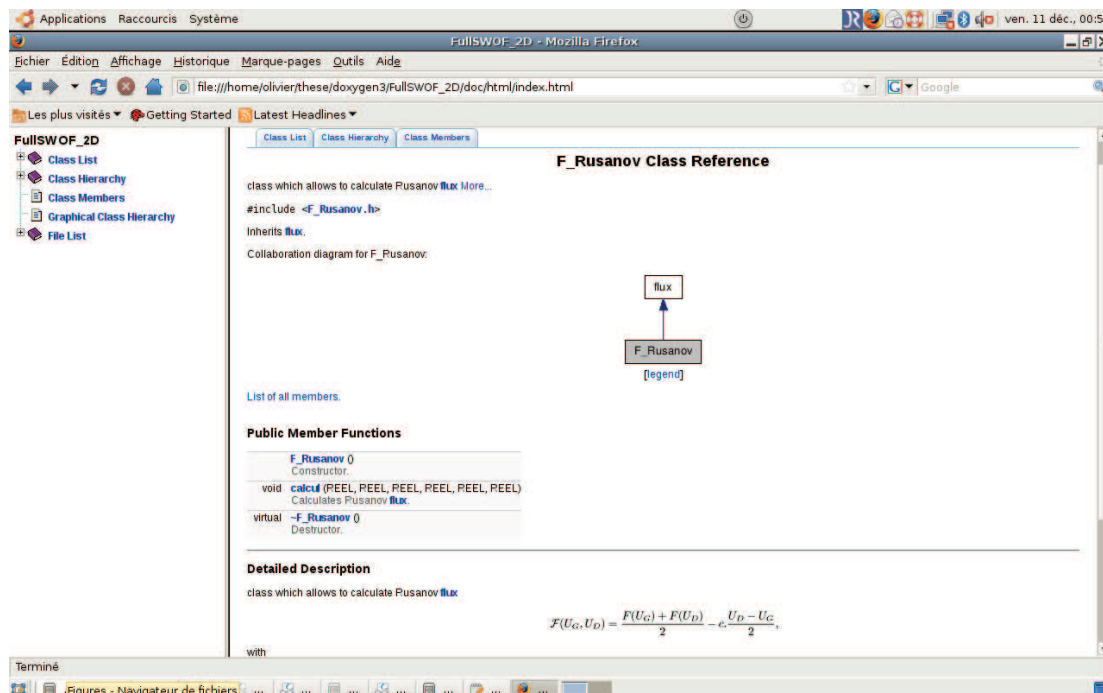 Applications Raccourcis Système
ven. 11 déc., 00:5
FullSWOF_2D - Mozilla Firefox
Fichier Édition Affichage Historique Marque-pages Outils Aide
file:///home/olivier/these/doxygen3/FullSWOF_2D/doc/html/index.html
Google
Les plus visités Getting Started Latest Headlines
FullSWOF_2D
Class List
Class Hierarchy
Class Members
Graphical Class Hierarchy
File List
Class List Class Hierarchy Class Members
F_Rusanov Class Reference
class which allows to calculate Rusanov flux More...
#include <F_Rusanov.h>
Inherits flux.
Collaboration diagram for F_Rusanov:
flux
F_Rusanov
[legend]
List of all members.
Public Member Functions
F_Rusanov ()
Constructor.
void calcul (REEL, REEL, REEL, REEL, REEL, REEL)
Calculates Rusanov flux.
virtual ~F_Rusanov ()
Destructor.
Detailed Description
class which allows to calculate Rusanov flux
F(U_G, U_D) = (F(U_G) + F(U_D))/2 − c.(U_D − U_G)/2,
with
Terminé
Figures - Navigateur de fichiers ... ... ... ... ... ... ...